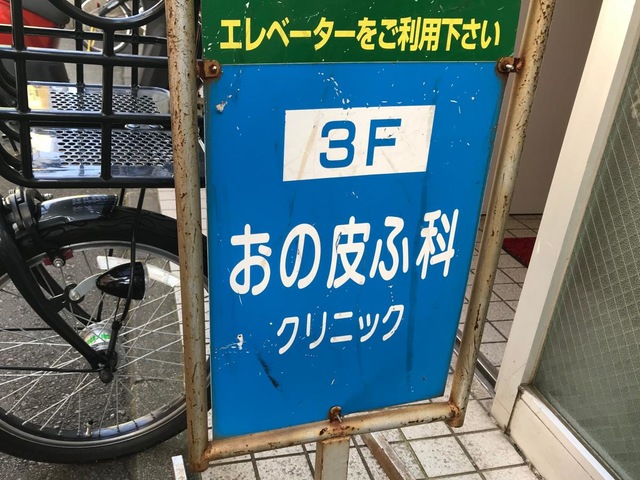 エレベーターをご利用下さい
3F
おの皮ふ科
クリニック